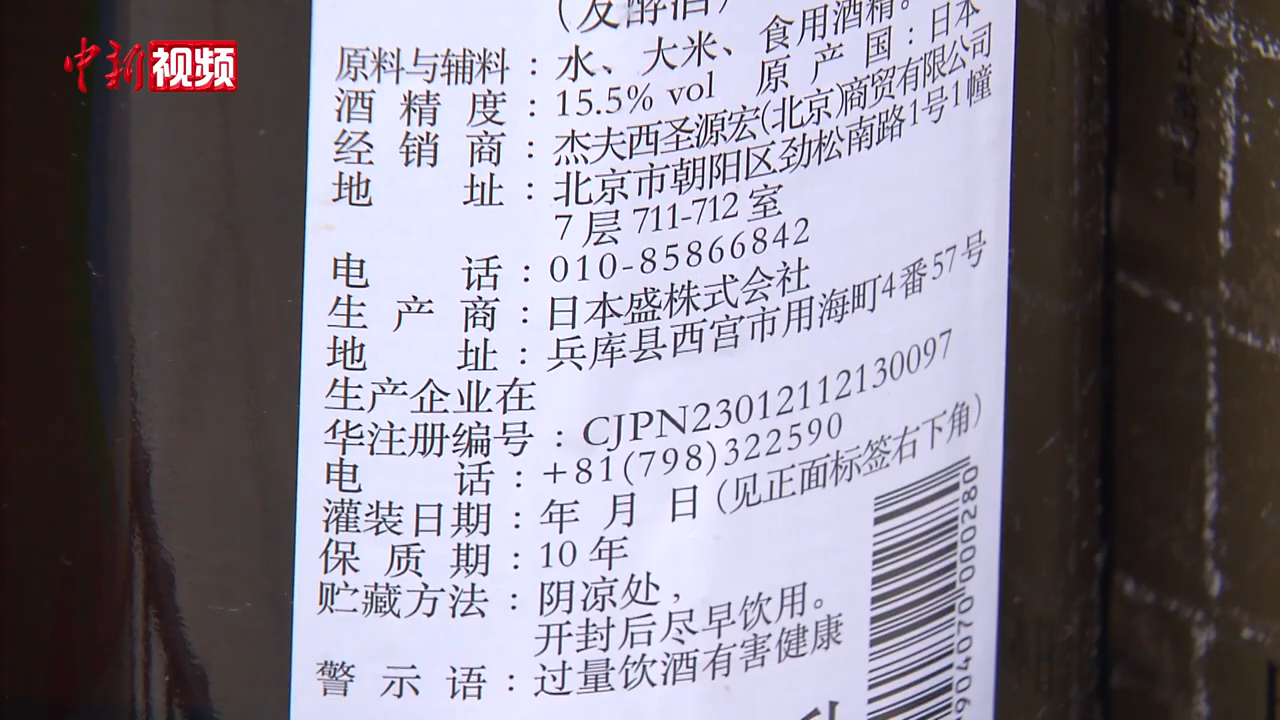 中新视频
（发酵酒）
原料与辅料：水、大米、食用酒精。
酒精度：15.5% vol 原产国：日本
经销商：杰夫西圣源宏(北京)商贸有限公司
地址：北京市朝阳区劲松南路1号1幢
7层711-712室
电话：010-85866842
生产商：日本盛株式会社
地址：兵库县西宫市用海町4番57号
生产企业在
华注册编号：CJPN23012112130097
电话：+81(798)322590
灌装日期：年 月 日（见正面标签右下角）
保质期：10年
贮藏方法：阴凉处，
开封后尽早饮用。
警示语：过量饮酒有害健康
904070 000280